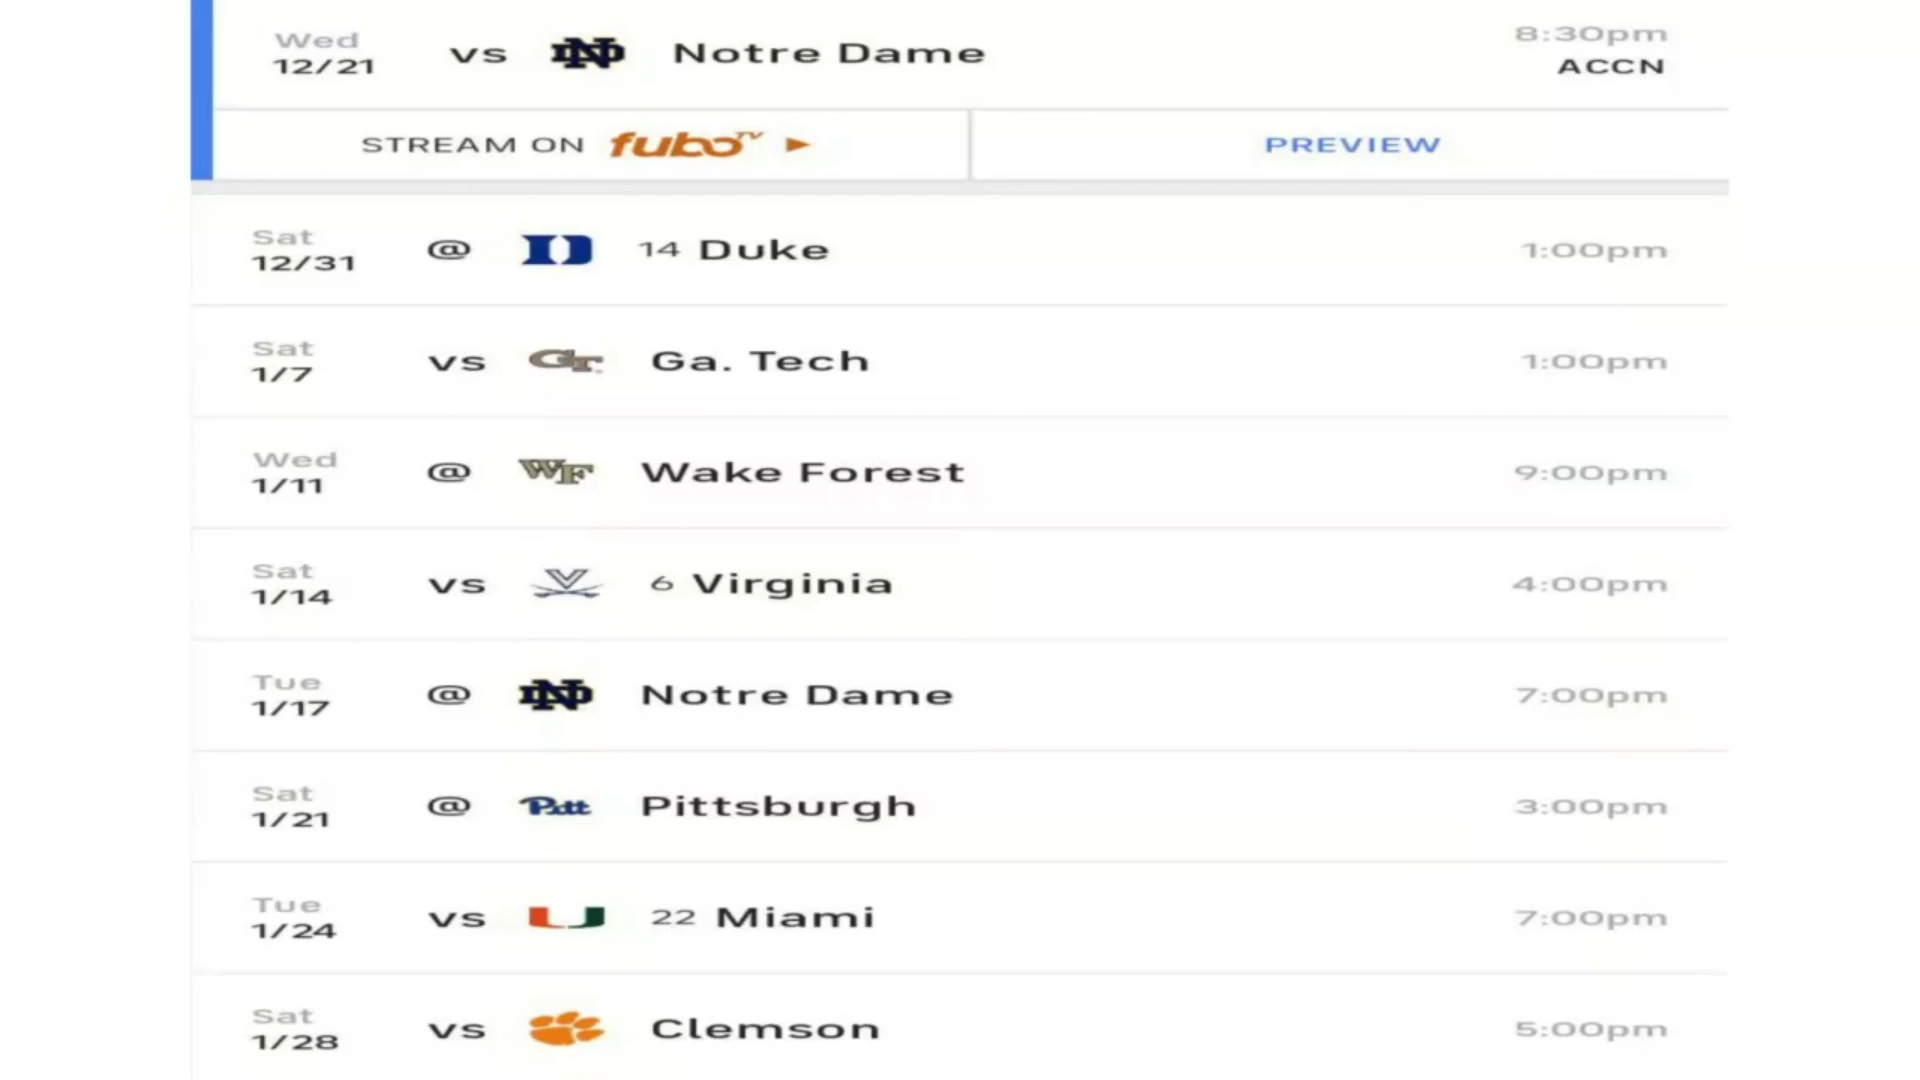 Wed
12/21
vs
Notre Dame
8:30pm
ACCN
STREAM ON fuboTV
PREVIEW
Sat
12/31
@
14 Duke
1:00pm
Sat
1/7
vs
GT
Ga. Tech
1:00pm
Wed
1/11
@
WF
Wake Forest
9:00pm
Sat
1/14
vs
6 Virginia
4:00pm
Tue
1/17
@
Notre Dame
7:00pm
Sat
1/21
@
Pitt
Pittsburgh
3:00pm
Tue
1/24
vs
22 Miami
7:00pm
Sat
1/28
vs
Clemson
5:00pm